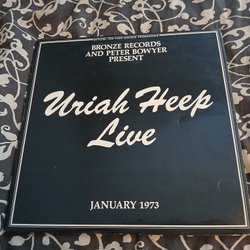 BRONZE RECORDS
AND PETER BOWYER
PRESENT
Uriah Heep
Live
JANUARY 1973